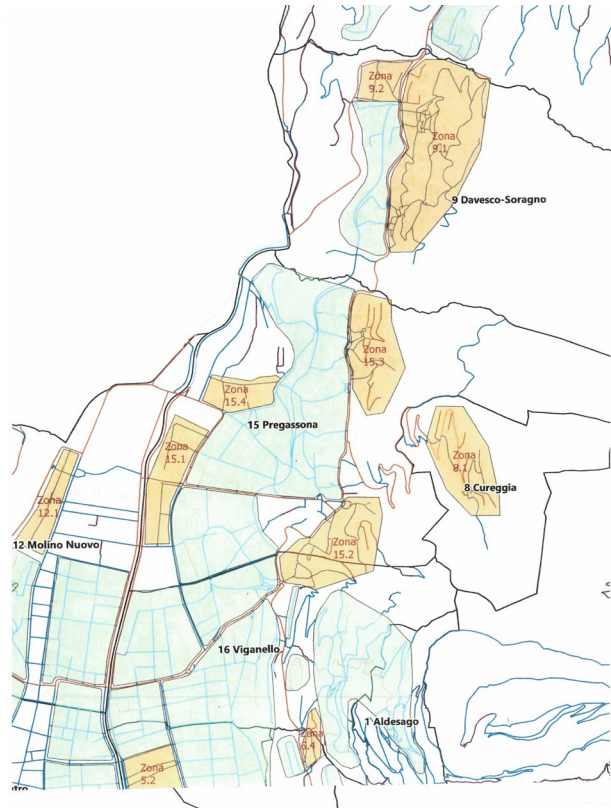 Zona
9.2
Zona
9.1
9 Davesco-Soragno
Zona
15.3
Zona
15.4
15 Pregassona
Zona
15.1
Zona
8.1
8 Cureggia
Zona
12.1
12 Molino Nuovo
Zona
15.2
16 Viganello
1 Aldesago
Zona
6.4
Zona
5.2